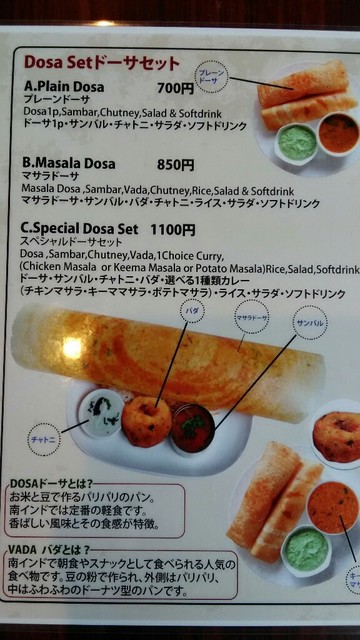 Dosa Setドーサセット
プレーン
ドーサ
A.Plain Dosa 700円
プレーンドーサ
Dosa1p,Sambar,Chutney,Salad & Softdrink
ドーサ1p・サンバル・チャトニ・サラダ・ソフトドリンク
B.Masala Dosa 850円
マサラドーサ
Masala Dosa ,Sambar,Vada,Chutney,Rice,Salad & Softdrink
マサラドーサ・サンバル・バダ・チャトニ・ライス・サラダ・ソフトドリンク
C.Special Dosa Set 1100円
スペシャルドーサセット
Dosa ,Sambar,Chutney,Vada,1Choice Curry,
(Chicken Masala or Keema Masala or Potato Masala)Rice,Salad,Softdrink
ドーサ・サンバル・チャトニ・バダ・選べる1種類カレー
(チキンマサラ・キーママサラ・ポテトマサラ)・ライス・サラダ・ソフトドリンク
バダ
マサラドーサ
サンバル
チャトニ
DOSAドーサとは?
お米と豆で作るパリパリのパン。
南インドでは定番の軽食です。
香ばしい風味とその食感が特徴。
VADA バダとは?
南インドで朝食やスナックとして食べられる人気の
食べ物です。豆の粉で作られ、外側はパリパリ、
中はふわふわのドーナツ型のパンです。
キー
マサ